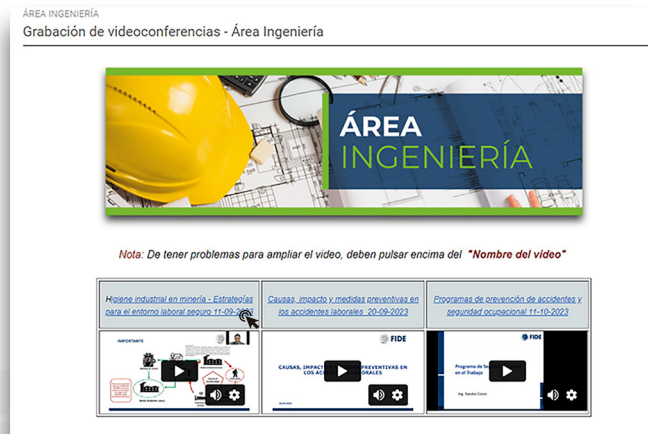 ÁREA INGENIERÍA
Grabación de videoconferencias - Área Ingeniería
ÁREA
INGENIERÍA
Nota: De tener problemas para ampliar el video, deben pulsar encima del "Nombre del video"
Higiene industrial en minería - Estrategias
para el entorno laboral seguro 11-09-
Causas, impacto y medidas preventivas en
los accidentes laborales 20-09-2023
Programas de prevención de accidentes y
seguridad ocupacional 11-10-2023
IMPORTANTE
FIDE
CAUSAS, PREVENTIVAS EN
LOS LABORALES
FIDE
Programa de
en el Trabajo